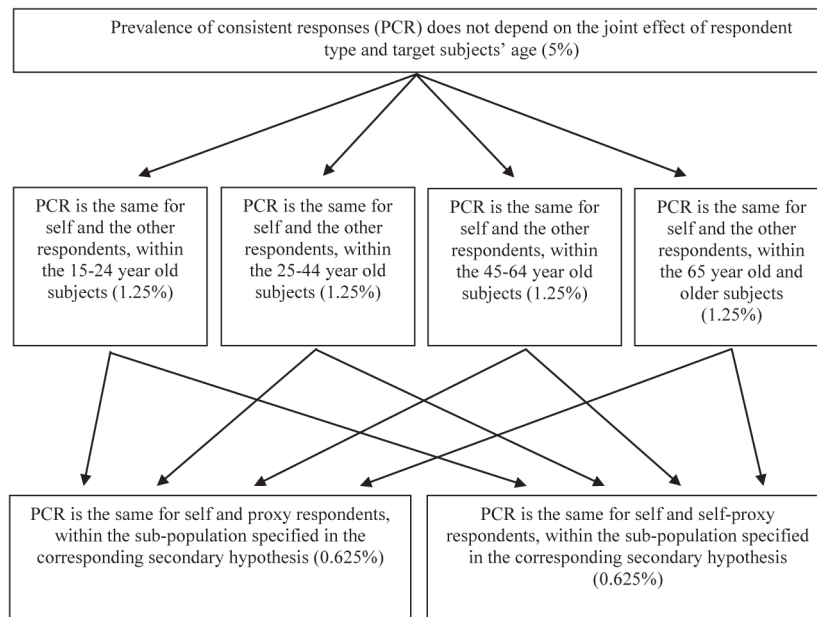 Prevalence of consistent responses (PCR) does not depend on the joint effect of respondent
type and target subjects’ age (5%)
PCR is the same for
self and the other
respondents, within
the 15-24 year old
subjects (1.25%)
PCR is the same for
self and the other
respondents, within
the 25-44 year old
subjects (1.25%)
PCR is the same for
self and the other
respondents, within
the 45-64 year old
subjects (1.25%)
PCR is the same for
self and the other
respondents, within
the 65 year old and
older subjects
(1.25%)
PCR is the same for self and proxy respondents,
within the sub-population specified in the
corresponding secondary hypothesis (0.625%)
PCR is the same for self and self-proxy
respondents, within the sub-population specified
in the corresponding secondary hypothesis
(0.625%)